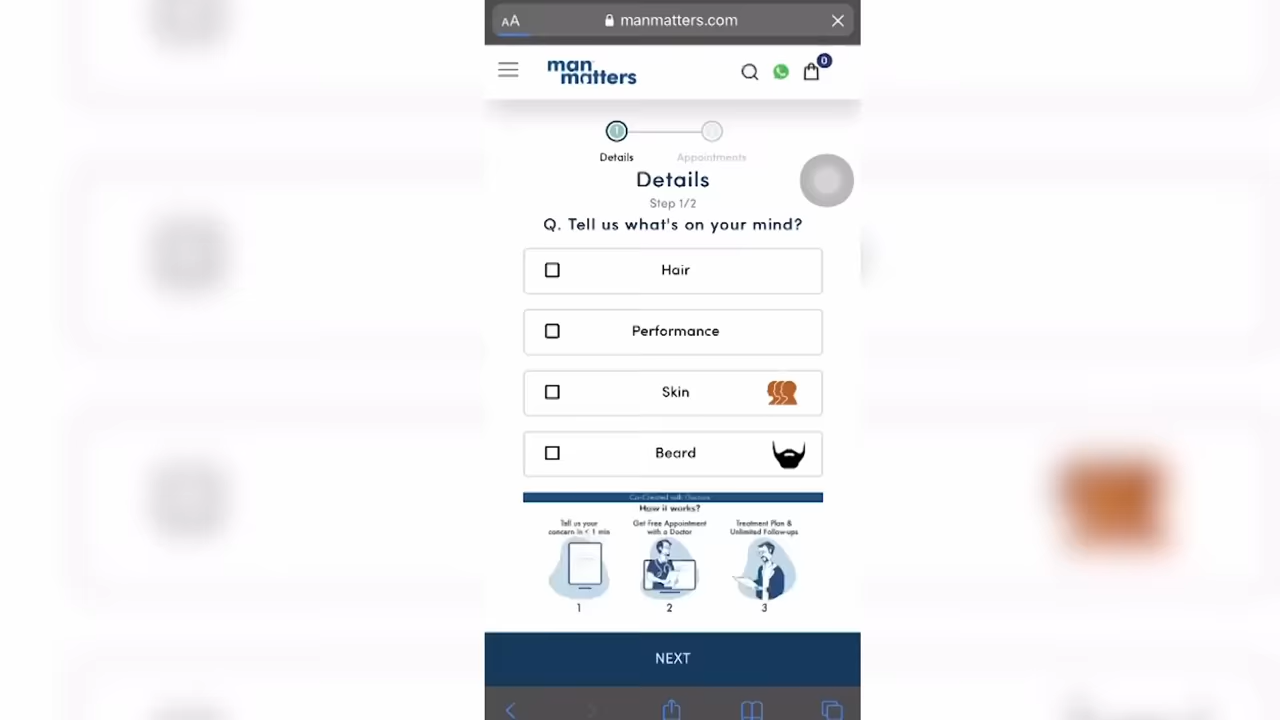 AA manmatters.com
man matters
0
1
Details Appointments
Details
Step 1/2
Q. Tell us what's on your mind?
Hair
Performance
Skin
Beard
How it works?
Tell us your concern in < 1 min
Get Free Appointment with a Doctor
Treatment Plan & Unlimited Follow-ups
1 2 3
NEXT